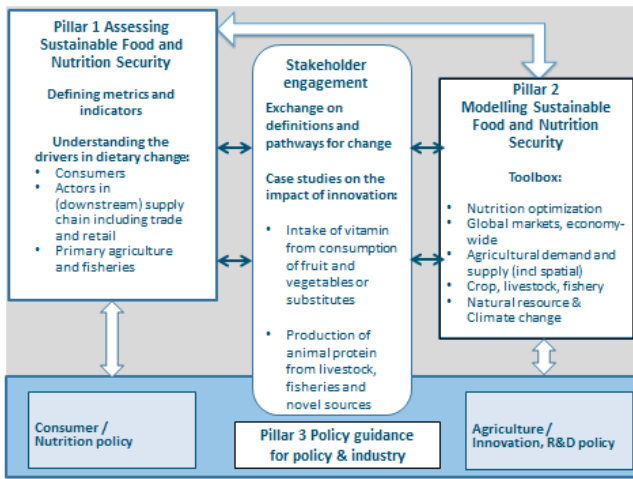 Pillar 1 Assessing
Sustainable Food and
Nutrition Security
Defining metrics and
indicators
Understanding the
drivers in dietary change:
• Consumers
• Actors in
(downstream) supply
chain including trade
and retail
• Primary agriculture
and fisheries
Stakeholder
engagement
Exchange on
definitions and
pathways for change
Case studies on the
impact of innovation:
• Intake of vitamin
from consumption
of fruit and
vegetables or
substitutes
• Production of
animal protein
from livestock,
fisheries and
novel sources
Pillar 2
Modelling Sustainable
Food and Nutrition
Security
Toolbox:
• Nutrition optimization
• Global markets, economy-
wide
• Agricultural demand and
supply (incl spatial)
• Crop, livestock, fishery
• Natural resource &
Climate change
Consumer /
Nutrition policy
Pillar 3 Policy guidance
for policy & industry
Agriculture /
Innovation, R&D policy